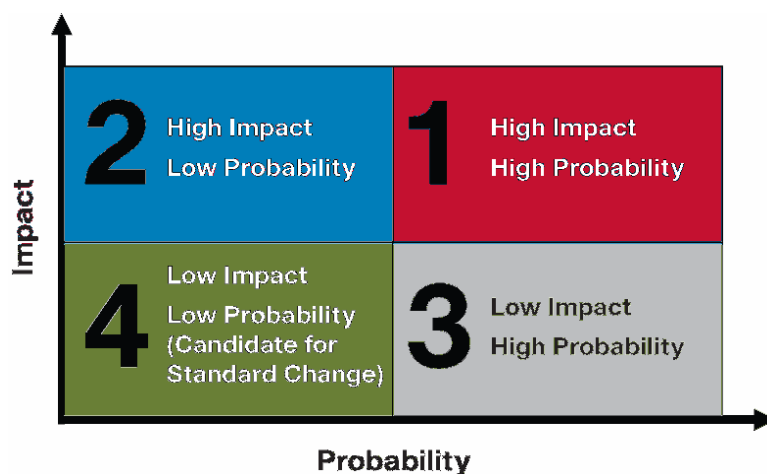 2
High Impact
Low Probability
1
High Impact
High Probability
4
Low Impact
Low Probability
(Candidate for
Standard Change)
3
Low Impact
High Probability
Impact
Probability